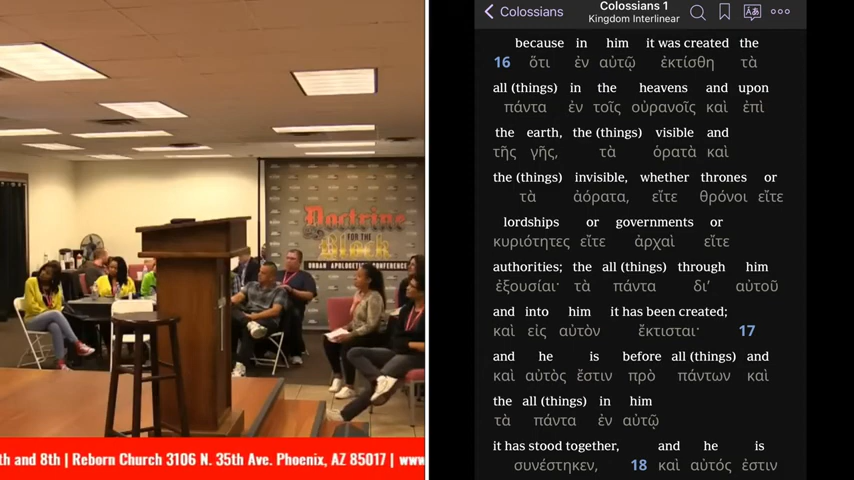 Doctrine
FOR THE
Block
URBAN APOLOGETICS CONFERENCE
th and 8th | Reborn Church 3106 N. 35th Ave. Phoenix, AZ 85017 | www
Colossians
Colossians 1
Kingdom Interlinear
because in him it was created the
16 ὅτι ἐν αὐτῷ ἐκτίσθη τὰ
all (things) in the heavens and upon
πάντα ἐν τοῖς οὐρανοῖς καὶ ἐπὶ
the earth, the (things) visible and
τῆς γῆς, τὰ ὁρατὰ καὶ
the (things) invisible, whether thrones or
τὰ ἀόρατα, εἴτε θρόνοι εἴτε
lordships or governments or
κυριότητες εἴτε ἀρχαὶ εἴτε
authorities; the all (things) through him
ἐξουσίαι· τὰ πάντα δι’ αὐτοῦ
and into him it has been created;
καὶ εἰς αὐτὸν ἔκτισται· 17
and he is before all (things) and
καὶ αὐτὸς ἔστιν πρὸ πάντων καὶ
the all (things) in him
τὰ πάντα ἐν αὐτῷ
it has stood together, and he is
συνέστηκεν, 18 καὶ αὐτός ἐστιν